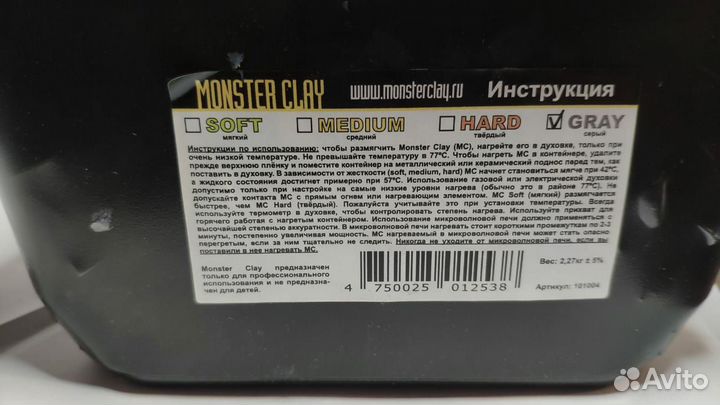 MONSTER CLAY www.monsterclay.ru Инструкция
SOFT MEDIUM HARD GRAY
мягкий средний твёрдый серый
Инструкции по использованию: чтобы размягчить Monster Clay (MC), нагрейте его в духовке, только при
очень низкой температуре. Не превышайте температуру в 77°C. Чтобы нагреть MC в контейнере, удалите
прежде верхнюю плёнку и поместите контейнер на металлический или керамический поднос перед тем, как
поставить в духовку. В зависимости от жесткости (soft, medium, hard) MC начнет становиться мягче при 42°C,
а жидкого состояния достигнет примерно при 57°C. Использование газовой или электрической духовки
допустимо только при настройке на самые низкие уровни нагрева (обычно это в районе 77°C). Не
допускайте контакта MC с прямым огнем или нагревающим элементом. MC Soft (мягкий) размягчается
быстрее, чем MC Hard (твёрдый). Пожалуйста учитывайте это при установки температуры. Всегда
используйте термометр в духовке, чтобы контролировать степень нагрева. Используйте прихват для
горячего работая с нагретым контейнером. Использование микроволновой печи должно применяться с
высочайшей степенью аккуратности. В микроволновой печи нагревать стоит короткими промежуткам по 2-3
минуты, постепенно увеличивая мощность. MC нагреваемый в микроволновой печи может стать опасно
перегретым, если за ним тщательно не следить. Никогда не уходите от микроволновой печи, если вы
поставили в нее нагревать MC.
Monster Clay предназначен
только для профессионального
использования и не предназна-
чен для детей.
4 750025 012538
Вес: 2,27кг ± 5%
Артикул: 101004
Avito